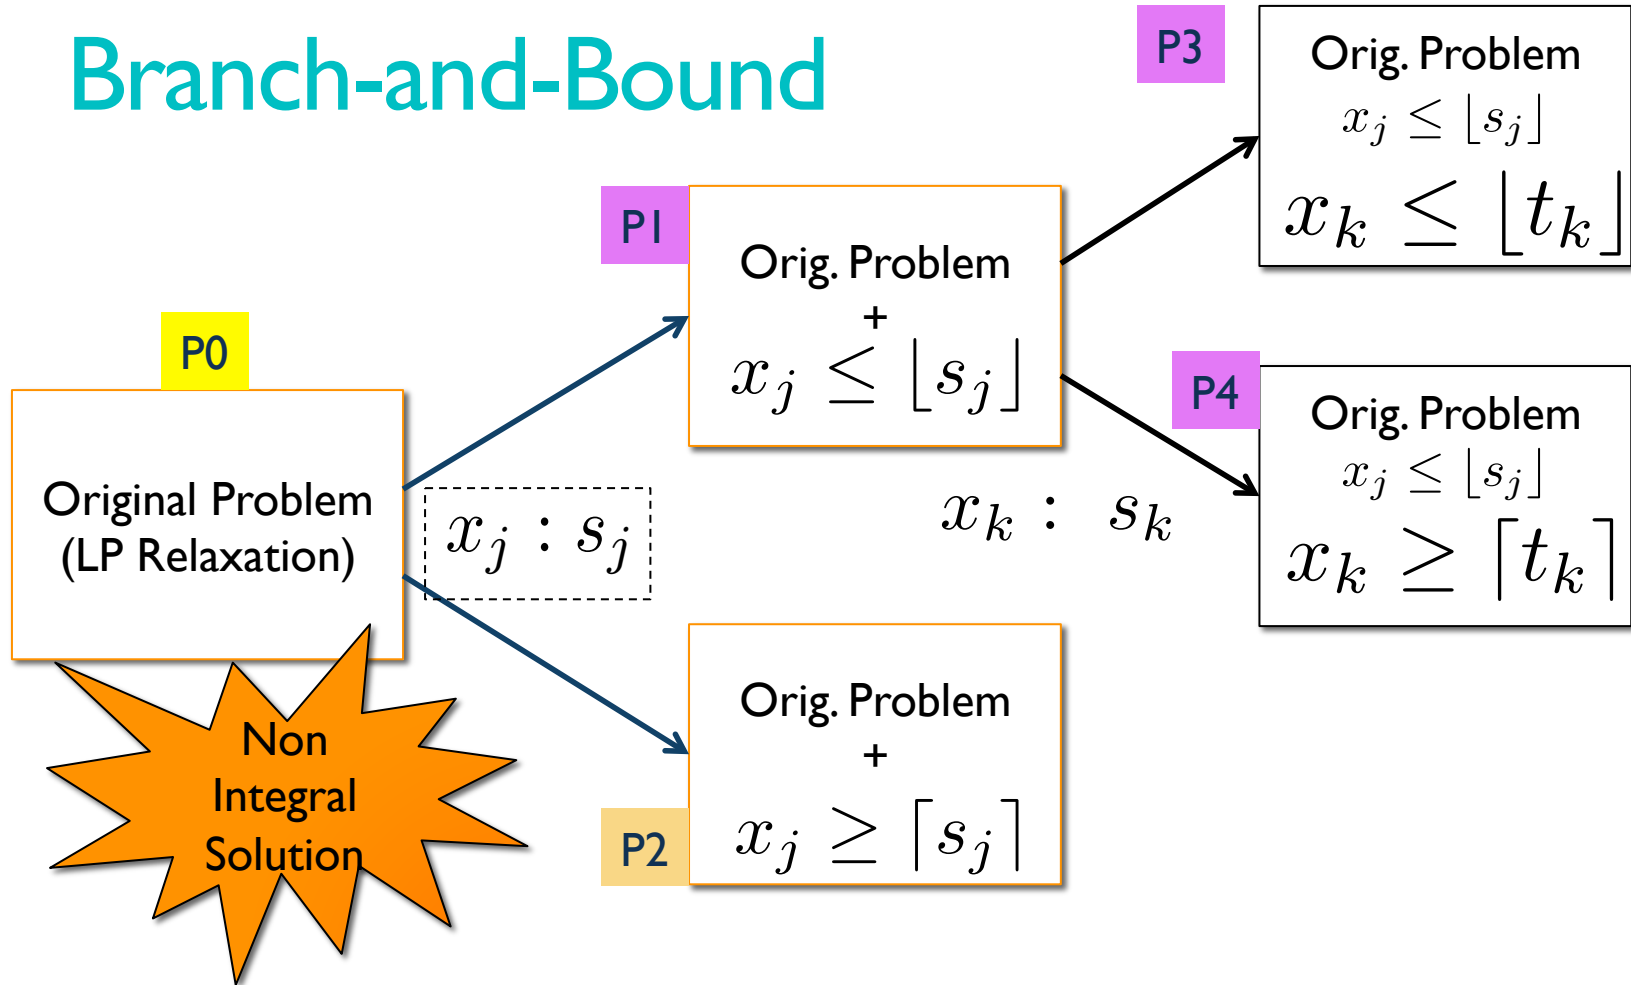 Branch-and-Bound
P0
Original Problem
(LP Relaxation)
Non
Integral
Solution
x_j : s_j
P1
Orig. Problem
+
x_j ≤ ⌊s_j⌋
P2
Orig. Problem
+
x_j ≥ ⌈s_j⌉
x_k : s_k
P3
Orig. Problem
x_j ≤ ⌊s_j⌋
x_k ≤ ⌊t_k⌋
P4
Orig. Problem
x_j ≤ ⌊s_j⌋
x_k ≥ ⌈t_k⌉